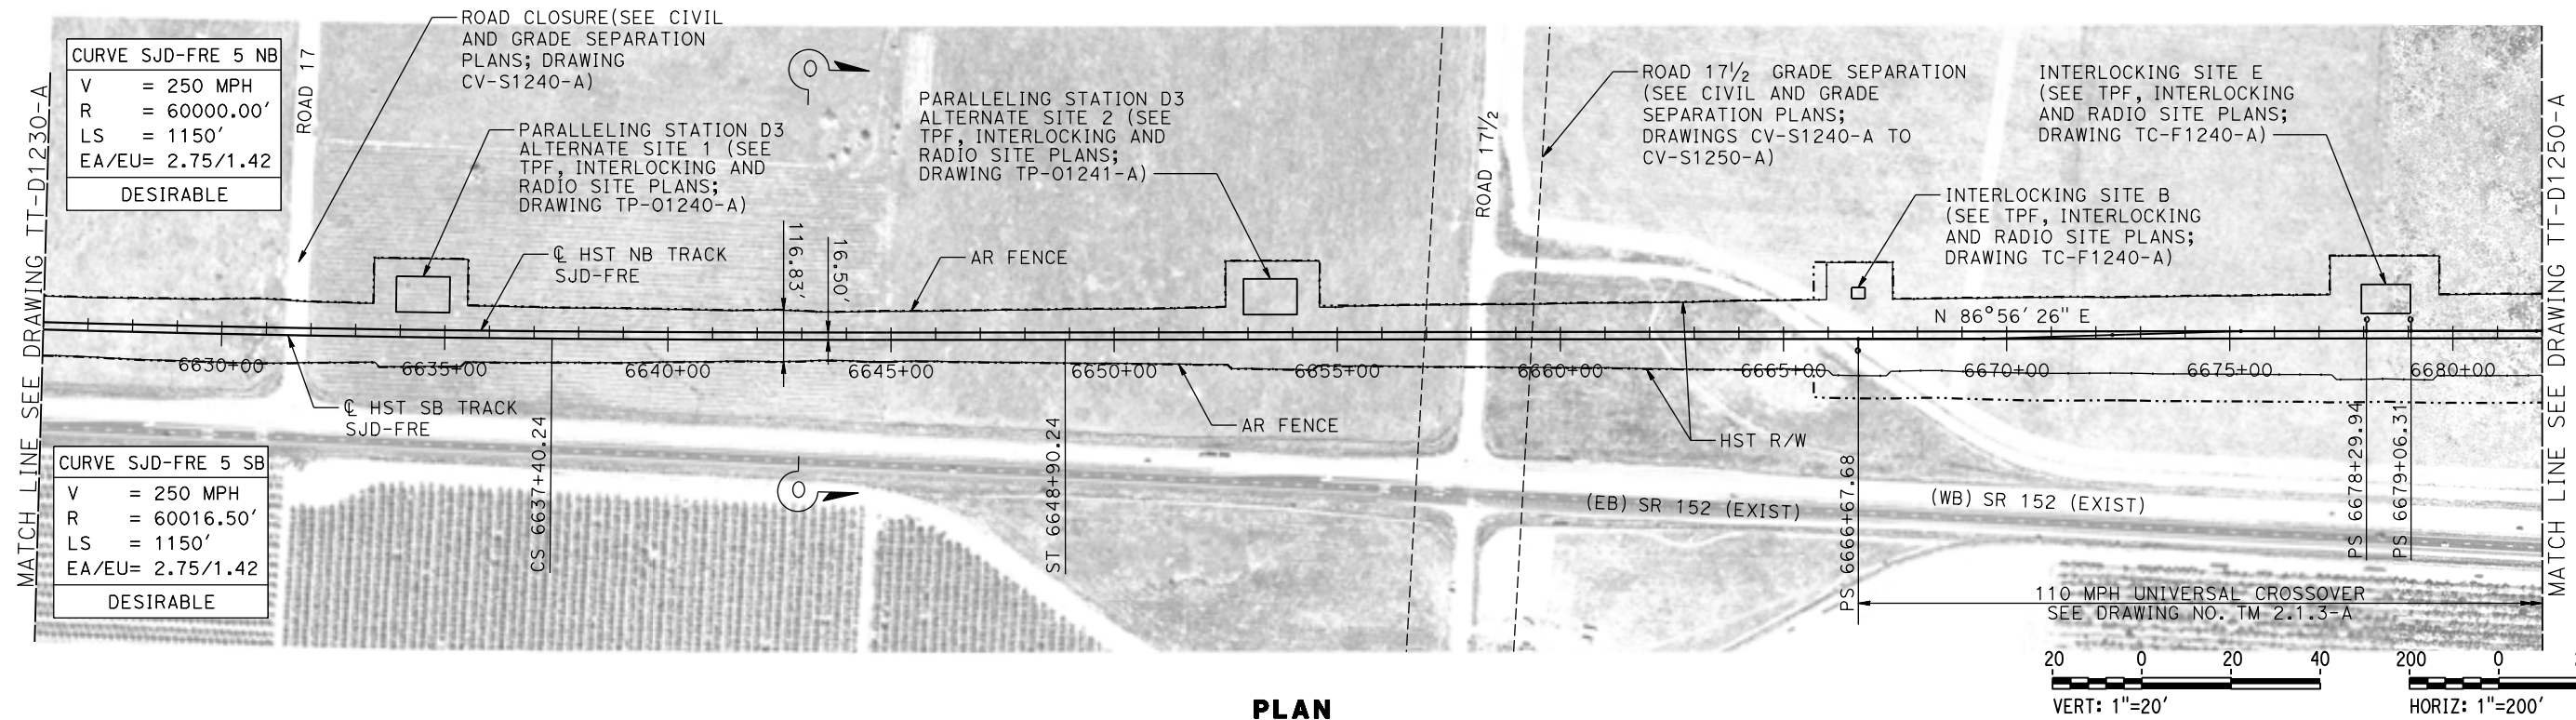 MATCH LINE SEE DRAWING TT-D1230-A
CURVE SJD-FRE 5 NB
V = 250 MPH
R = 60000.00'
LS = 1150'
EA/EU= 2.75/1.42
DESIRABLE
ROAD 17
ROAD CLOSURE(SEE CIVIL
AND GRADE SEPARATION
PLANS; DRAWING
CV-S1240-A)
PARALLELING STATION D3
ALTERNATE SITE 1 (SEE
TPF, INTERLOCKING AND
RADIO SITE PLANS;
DRAWING TP-O1240-A)
℄ HST NB TRACK
SJD-FRE
116.83'
16.50'
PARALLELING STATION D3
ALTERNATE SITE 2 (SEE
TPF, INTERLOCKING AND
RADIO SITE PLANS;
DRAWING TP-O1241-A)
AR FENCE
ROAD 17½
ROAD 17½ GRADE SEPARATION
(SEE CIVIL AND GRADE
SEPARATION PLANS;
DRAWINGS CV-S1240-A TO
CV-S1250-A)
INTERLOCKING SITE E
(SEE TPF, INTERLOCKING
AND RADIO SITE PLANS;
DRAWING TC-F1240-A)
INTERLOCKING SITE B
(SEE TPF, INTERLOCKING
AND RADIO SITE PLANS;
DRAWING TC-F1240-A)
N 86°56'26" E
6630+00
6635+00
6640+00
6645+00
6650+00
6655+00
6660+00
6665+00
6670+00
6675+00
6680+00
℄ HST SB TRACK
SJD-FRE
AR FENCE
HST R/W
CURVE SJD-FRE 5 SB
V = 250 MPH
R = 60016.50'
LS = 1150'
EA/EU= 2.75/1.42
DESIRABLE
CS 6637+40.24
ST 6648+90.24
PS 6666+67.68
PS 6678+29.94
PS 6679+06.31
(EB) SR 152 (EXIST)
(WB) SR 152 (EXIST)
110 MPH UNIVERSAL CROSSOVER
SEE DRAWING NO. TM 2.1.3-A
MATCH LINE SEE DRAWING TT-D1250-A
PLAN
20 0 20 40
VERT: 1"=20'
200 0
HORIZ: 1"=200'